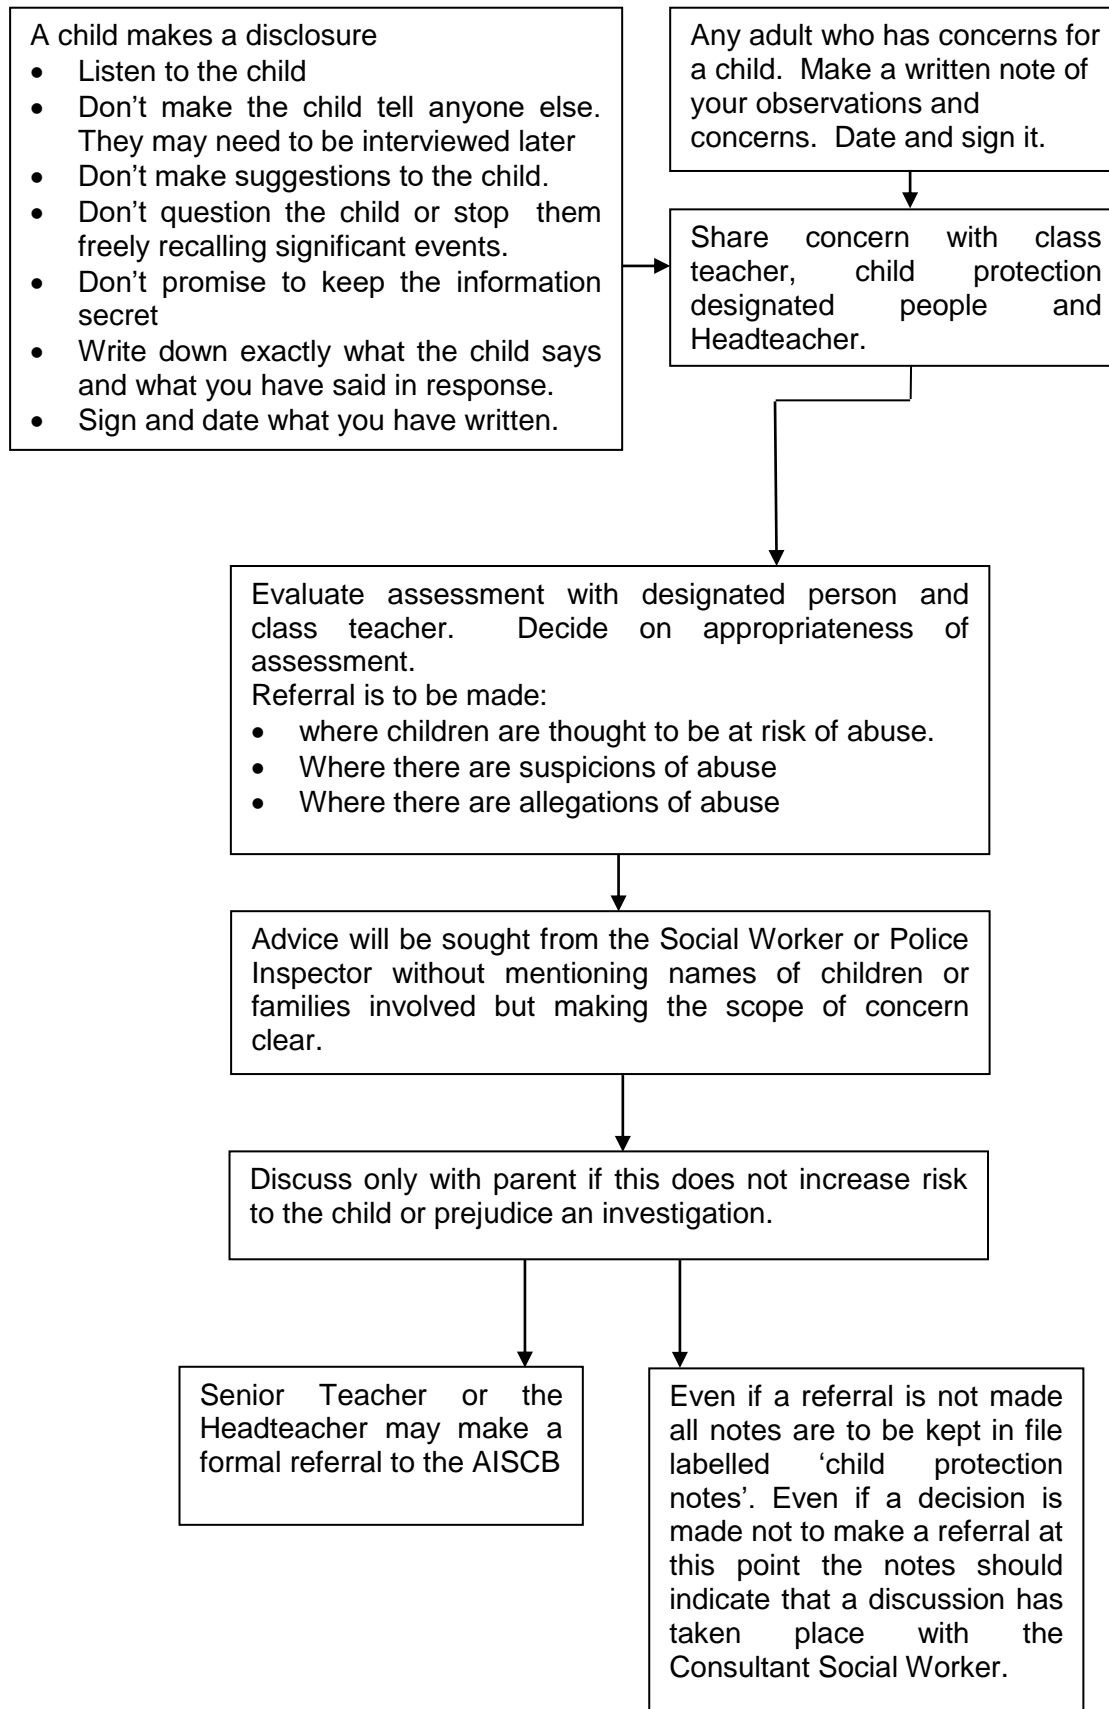 A child makes a disclosure
• Listen to the child
• Don’t make the child tell anyone else.
They may need to be interviewed later
• Don’t make suggestions to the child.
• Don’t question the child or stop them
freely recalling significant events.
• Don’t promise to keep the information
secret
• Write down exactly what the child says
and what you have said in response.
• Sign and date what you have written.
Any adult who has concerns for
a child. Make a written note of
your observations and
concerns. Date and sign it.
Share concern with class
teacher, child protection
designated people and
Headteacher.
Evaluate assessment with designated person and
class teacher. Decide on appropriateness of
assessment.
Referral is to be made:
• where children are thought to be at risk of abuse.
• Where there are suspicions of abuse
• Where there are allegations of abuse
Advice will be sought from the Social Worker or Police
Inspector without mentioning names of children or
families involved but making the scope of concern
clear.
Discuss only with parent if this does not increase risk
to the child or prejudice an investigation.
Senior Teacher or the
Headteacher may make a
formal referral to the AISCB
Even if a referral is not made
all notes are to be kept in file
labelled ‘child protection
notes’. Even if a decision is
made not to make a referral at
this point the notes should
indicate that a discussion has
taken place with the
Consultant Social Worker.